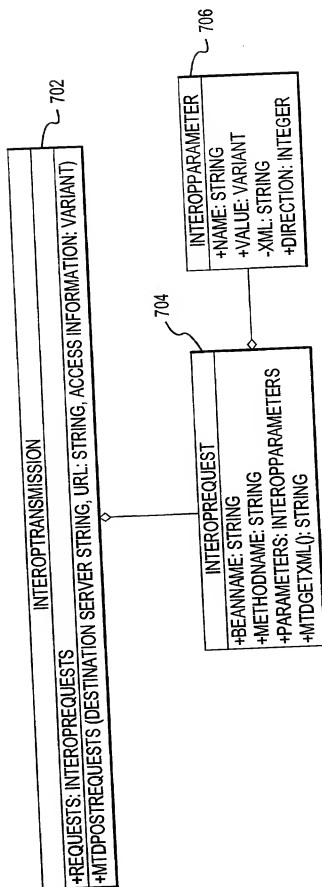 702
INTEROPTRANSMISSION
+REQUESTS: INTEROPREQUESTS
+MTDPOSTREQUESTS (DESTINATION SERVER STRING, URL: STRING, ACCESS INFORMATION: VARIANT)
704
INTEROPREQUEST
+BEANNAME: STRING
+METHODNAME: STRING
+PARAMETERS: INTEROPPARAMETERS
+MTDGETXML(): STRING
706
INTEROPPARAMETER
+NAME: STRING
+VALUE: VARIANT
-XML: STRING
+DIRECTION: INTEGER